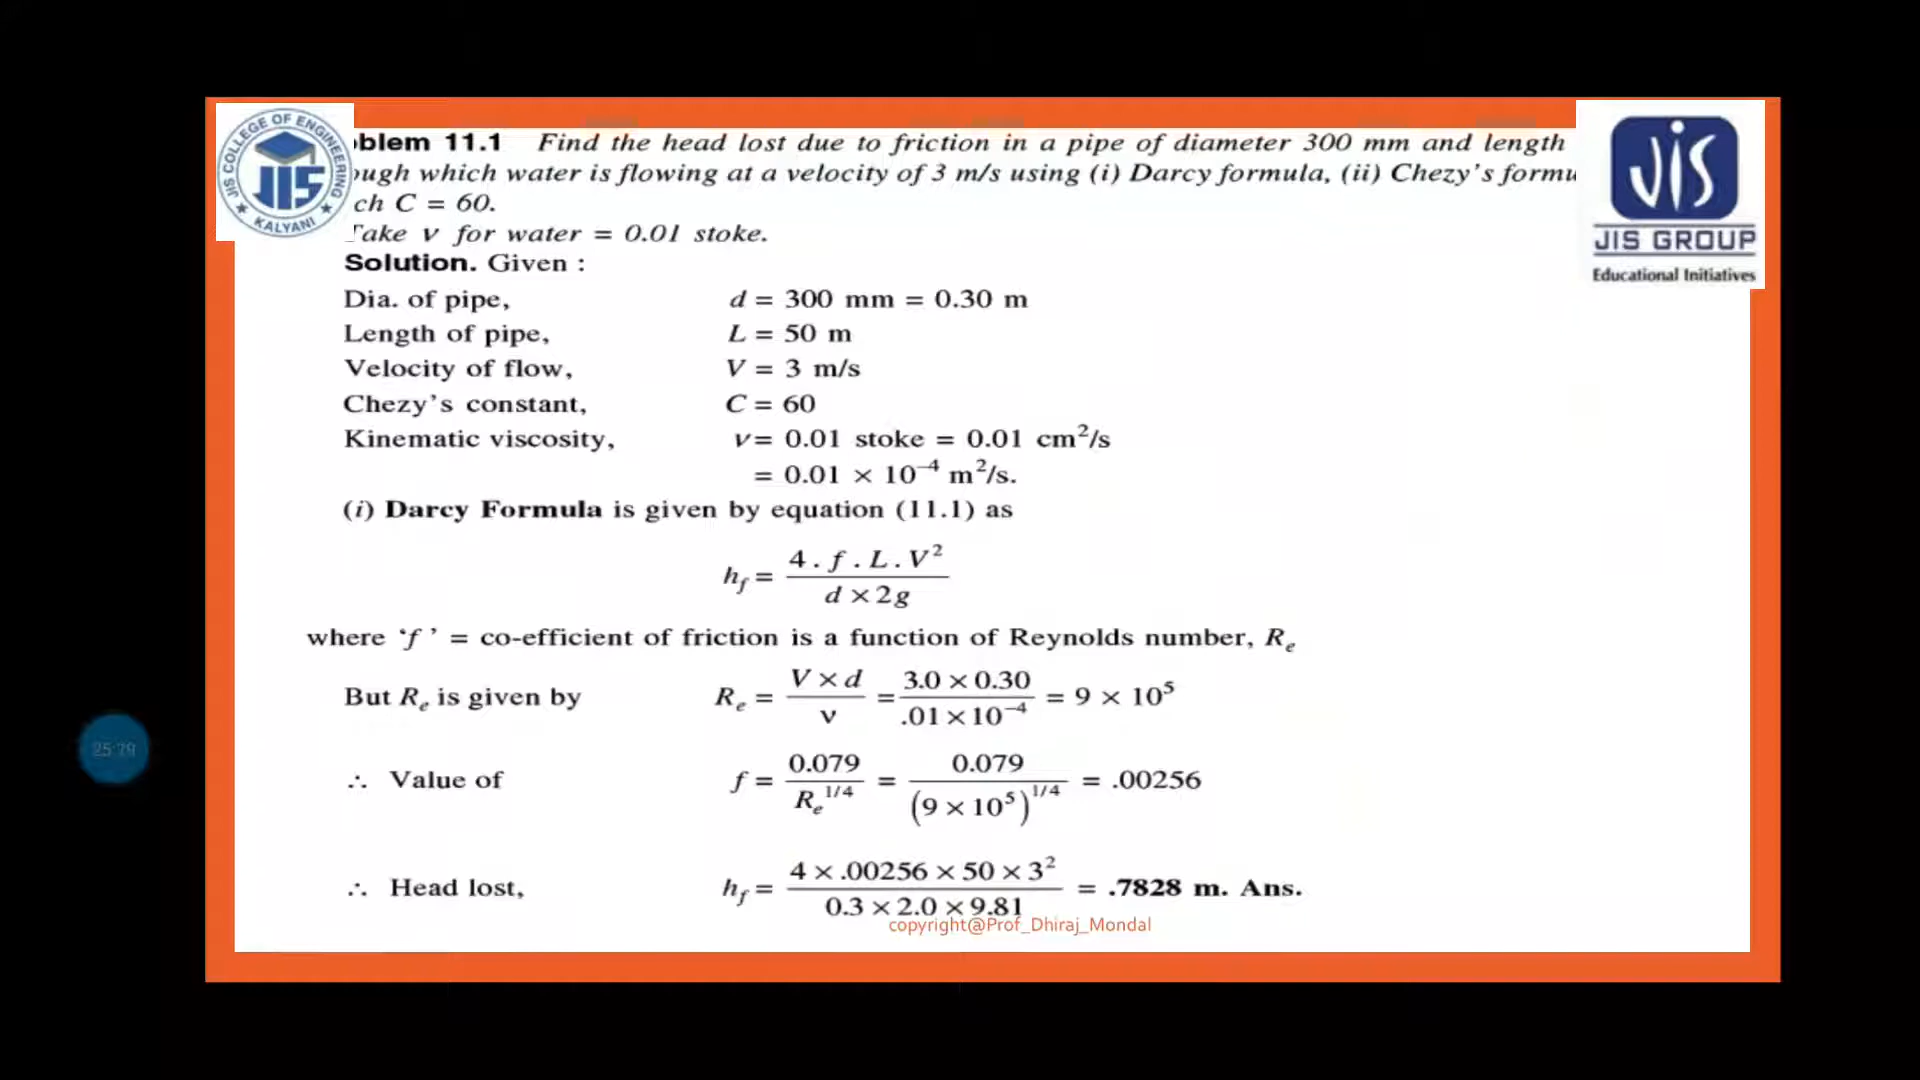 JIS COLLEGE OF ENGINEERING
JIS
KALYANI
JIS
JIS GROUP
Educational Initiatives
oblem 11.1 Find the head lost due to friction in a pipe of diameter 300 mm and length
ough which water is flowing at a velocity of 3 m/s using (i) Darcy formula, (ii) Chezy's formu
ch C = 60.
Take ν for water = 0.01 stoke.
Solution. Given :
Dia. of pipe, d = 300 mm = 0.30 m
Length of pipe, L = 50 m
Velocity of flow, V = 3 m/s
Chezy's constant, C = 60
Kinematic viscosity, ν = 0.01 stoke = 0.01 cm²/s
= 0.01 × 10⁻⁴ m²/s.
(i) Darcy Formula is given by equation (11.1) as
h_f = (4 . f . L . V²) / (d × 2g)
where ‘f ’ = co-efficient of friction is a function of Reynolds number, R_e
But R_e is given by R_e = (V × d) / ν = (3.0 × 0.30) / (.01 × 10⁻⁴) = 9 × 10⁵
∴ Value of f = 0.079 / R_e^1/4 = 0.079 / (9 × 10⁵)^1/4 = .00256
∴ Head lost, h_f = (4 × .00256 × 50 × 3²) / (0.3 × 2.0 × 9.81) = .7828 m. Ans.
copyright@Prof_Dhiraj_Mondal